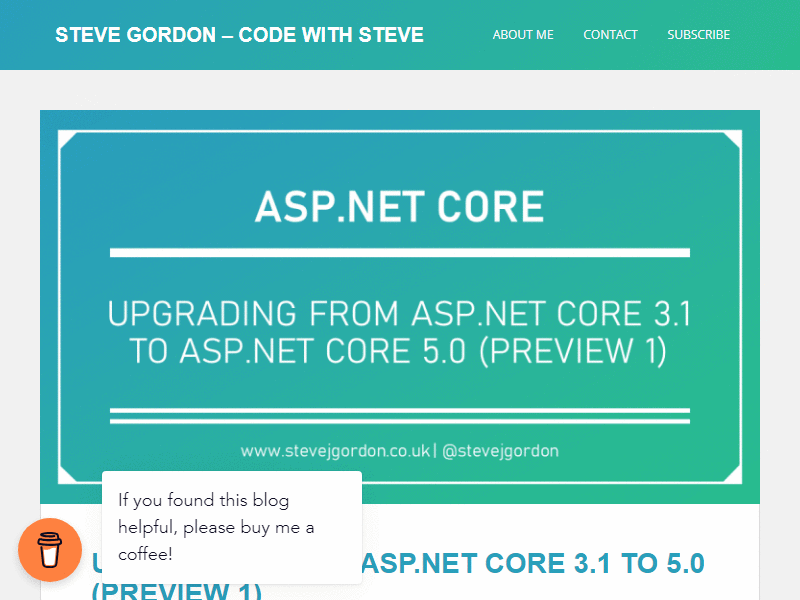 STEVE GORDON – CODE WITH STEVE
ABOUT ME
CONTACT
SUBSCRIBE
ASP.NET CORE
UPGRADING FROM ASP.NET CORE 3.1
TO ASP.NET CORE 5.0 (PREVIEW 1)
www.stevejgordon.co.uk | @stevejgordon
If you found this blog
helpful, please buy me a
coffee!
ASP.NET CORE 3.1 TO 5.0
(PREVIEW 1)